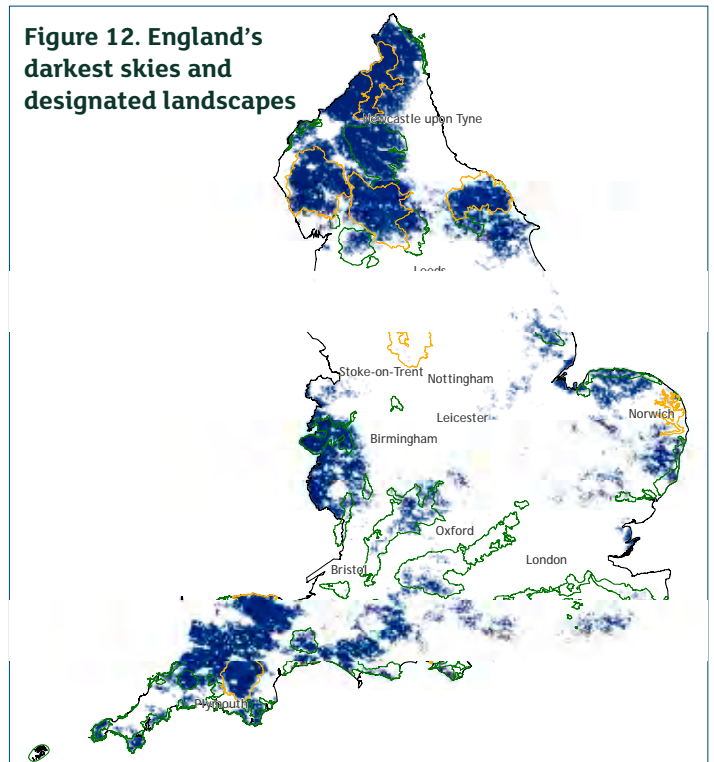 Figure 12. England's
darkest skies and
designated landscapes
Newcastle upon Tyne
Leeds
Stoke-on-Trent
Nottingham
Leicester
Norwich
Birmingham
Oxford
London
Bristol
Plymouth